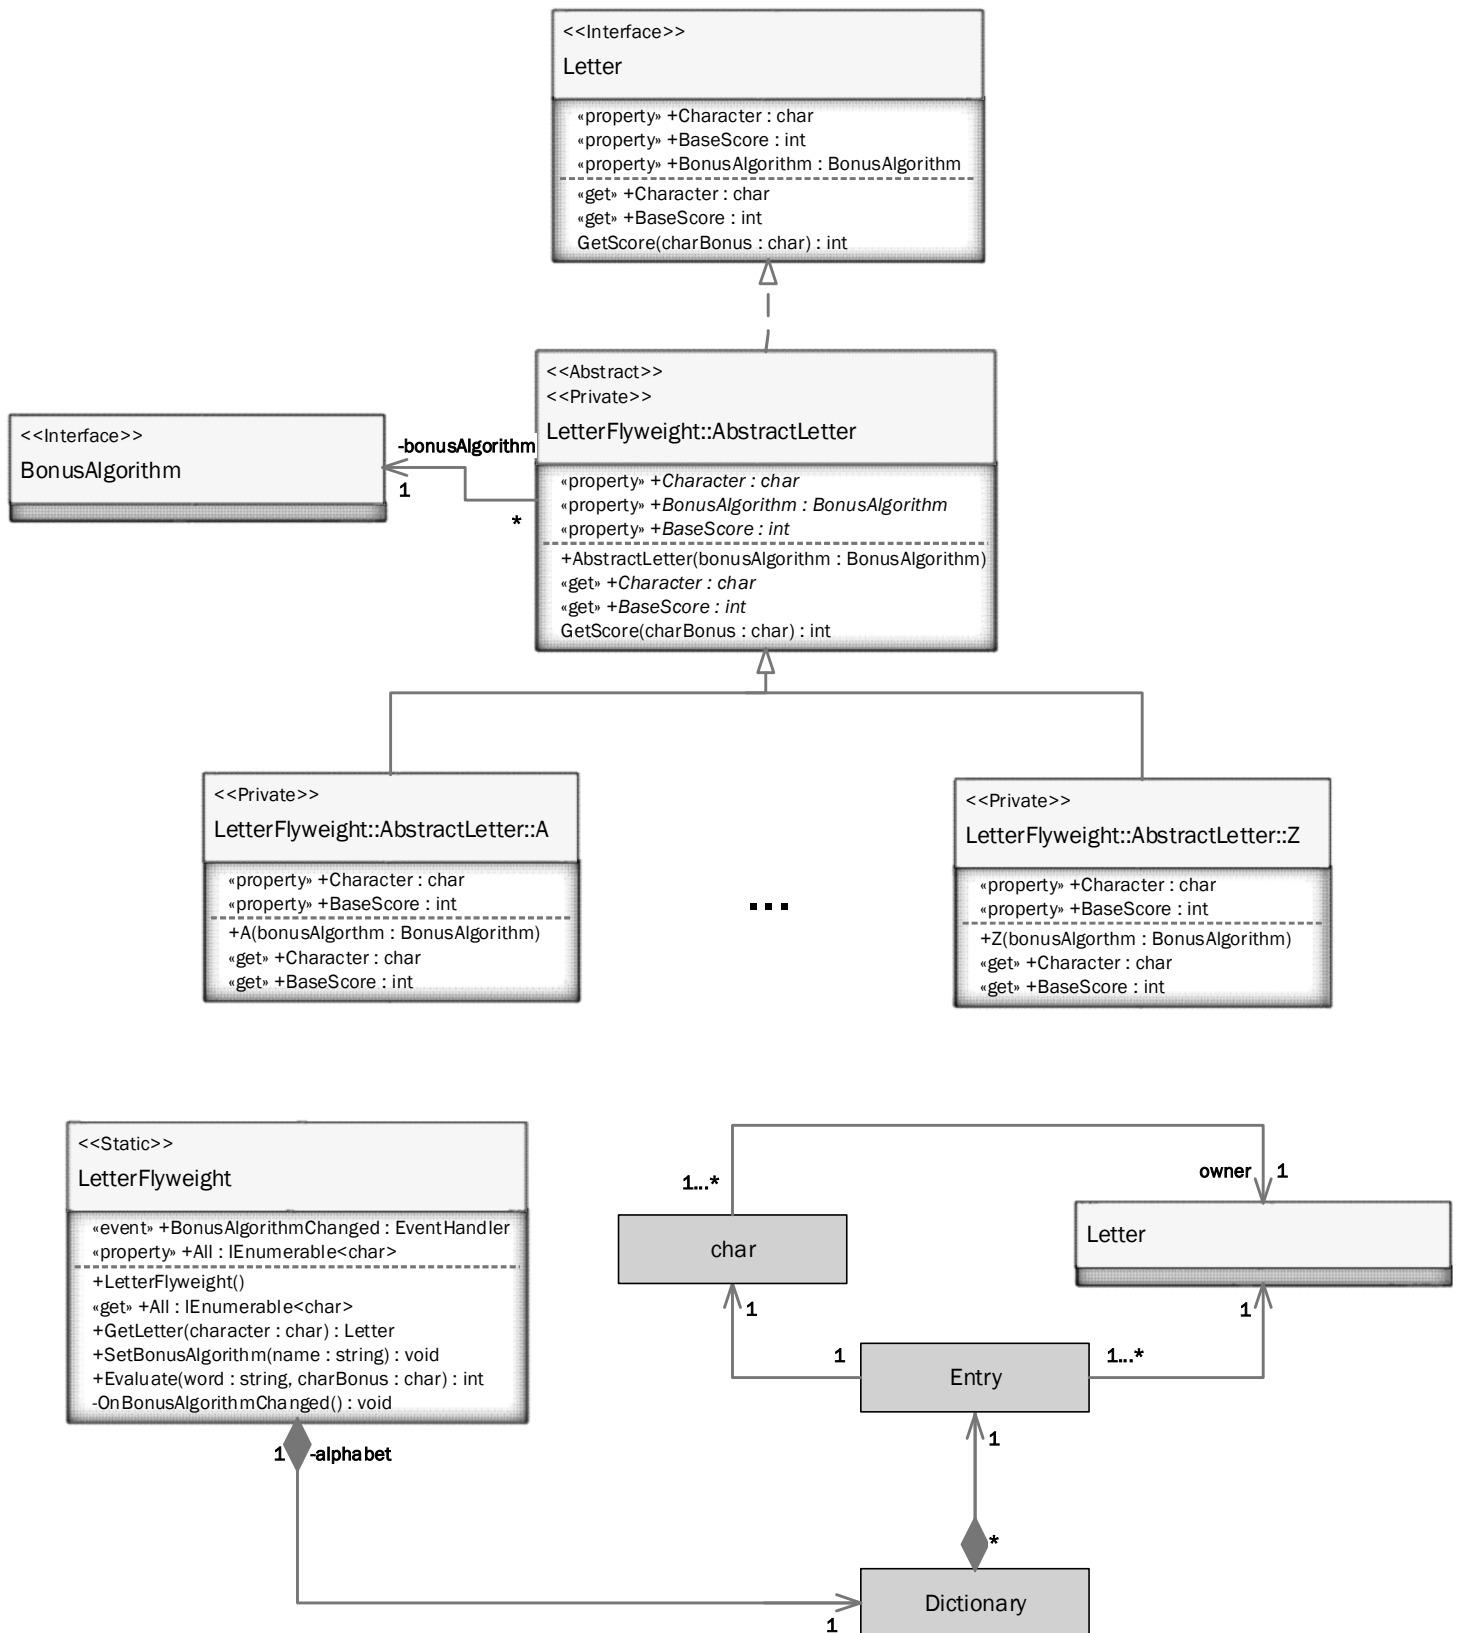 <<Interface>>
Letter
«property» +Character : char
«property» +BaseScore : int
«property» +BonusAlgorithm : BonusAlgorithm
«get» +Character : char
«get» +BaseScore : int
GetScore(charBonus : char) : int
<<Abstract>>
<<Private>>
LetterFlyweight::AbstractLetter
«property» +Character : char
«property» +BonusAlgorithm : BonusAlgorithm
«property» +BaseScore : int
+AbstractLetter(bonusAlgorithm : BonusAlgorithm)
«get» +Character : char
«get» +BaseScore : int
GetScore(charBonus : char) : int
<<Interface>>
BonusAlgorithm
-bonusAlgorithm
1
*
<<Private>>
LetterFlyweight::AbstractLetter::A
«property» +Character : char
«property» +BaseScore : int
+A(bonusAlgorthm : BonusAlgorithm)
«get» +Character : char
«get» +BaseScore : int
...
<<Private>>
LetterFlyweight::AbstractLetter::Z
«property» +Character : char
«property» +BaseScore : int
+Z(bonusAlgorthm : BonusAlgorithm)
«get» +Character : char
«get» +BaseScore : int
<<Static>>
LetterFlyweight
«event» +BonusAlgorithmChanged : EventHandler
«property» +All : IEnumerable<char>
+LetterFlyweight()
«get» +All : IEnumerable<char>
+GetLetter(character : char) : Letter
+SetBonusAlgorithm(name : string) : void
+Evaluate(word : string, charBonus : char) : int
-OnBonusAlgorithmChanged() : void
1
-alphabet
1...*
owner
1
char
Letter
1
1
1
1...*
Entry
1
*
Dictionary
1